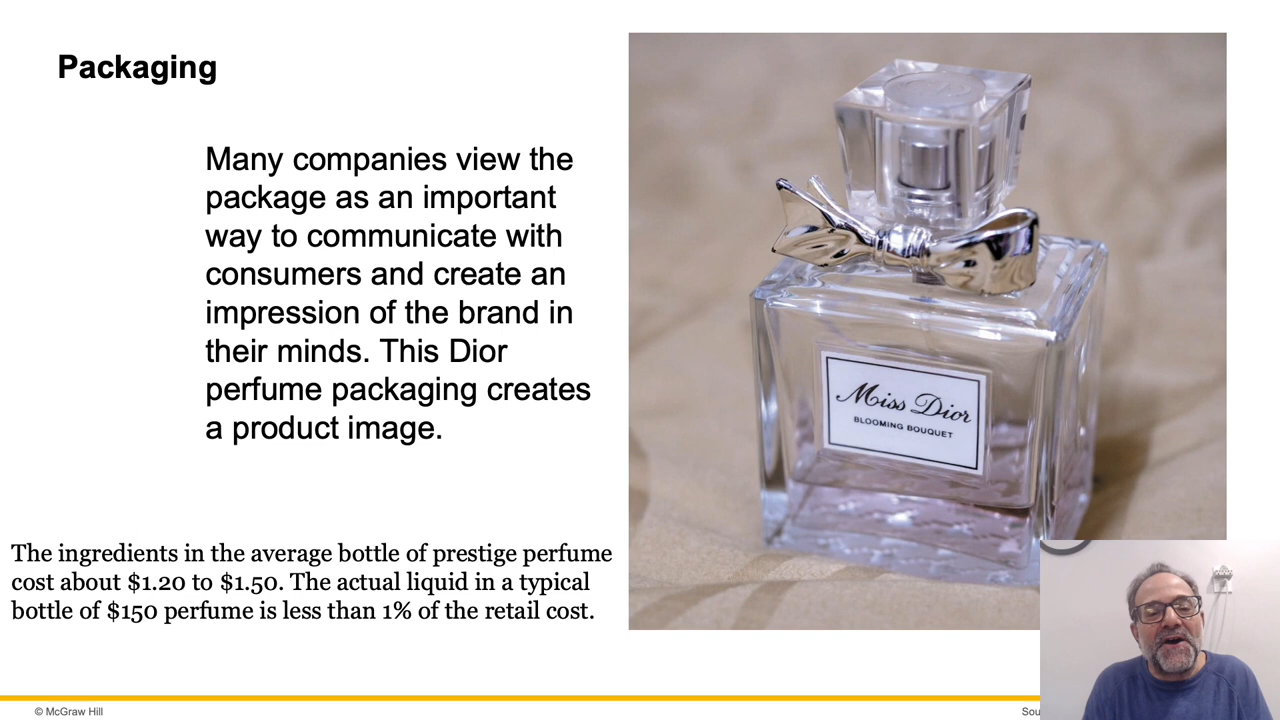 Packaging
Many companies view the
package as an important
way to communicate with
consumers and create an
impression of the brand in
their minds. This Dior
perfume packaging creates
a product image.
Miss Dior
BLOOMING BOUQUET
The ingredients in the average bottle of prestige perfume
cost about $1.20 to $1.50. The actual liquid in a typical
bottle of $150 perfume is less than 1% of the retail cost.
© McGraw Hill